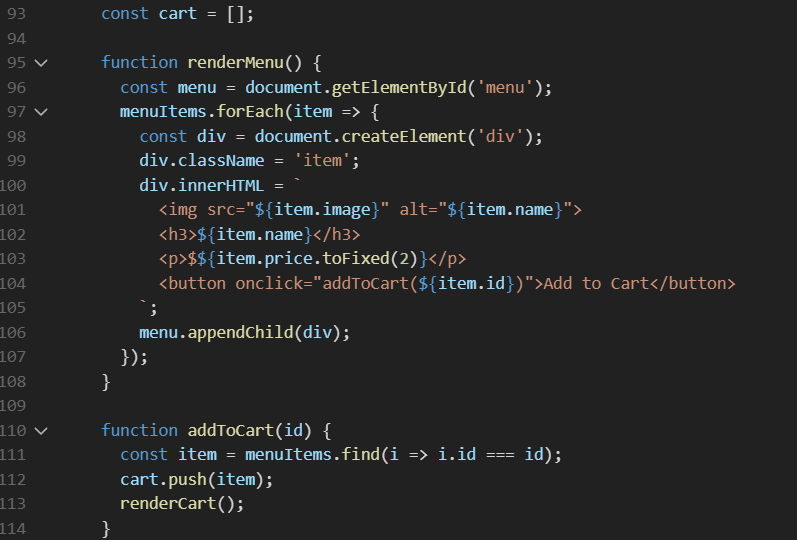 93 const cart = [];
94
95 function renderMenu() {
96 const menu = document.getElementById('menu');
97 menuItems.forEach(item => {
98 const div = document.createElement('div');
99 div.className = 'item';
100 div.innerHTML = `
101 <img src="${item.image}" alt="${item.name}">
102 <h3>${item.name}</h3>
103 <p>$${item.price.toFixed(2)}</p>
104 <button onclick="addToCart(${item.id})">Add to Cart</button>
105 `;
106 menu.appendChild(div);
107 });
108 }
109
110 function addToCart(id) {
111 const item = menuItems.find(i => i.id === id);
112 cart.push(item);
113 renderCart();
114 }